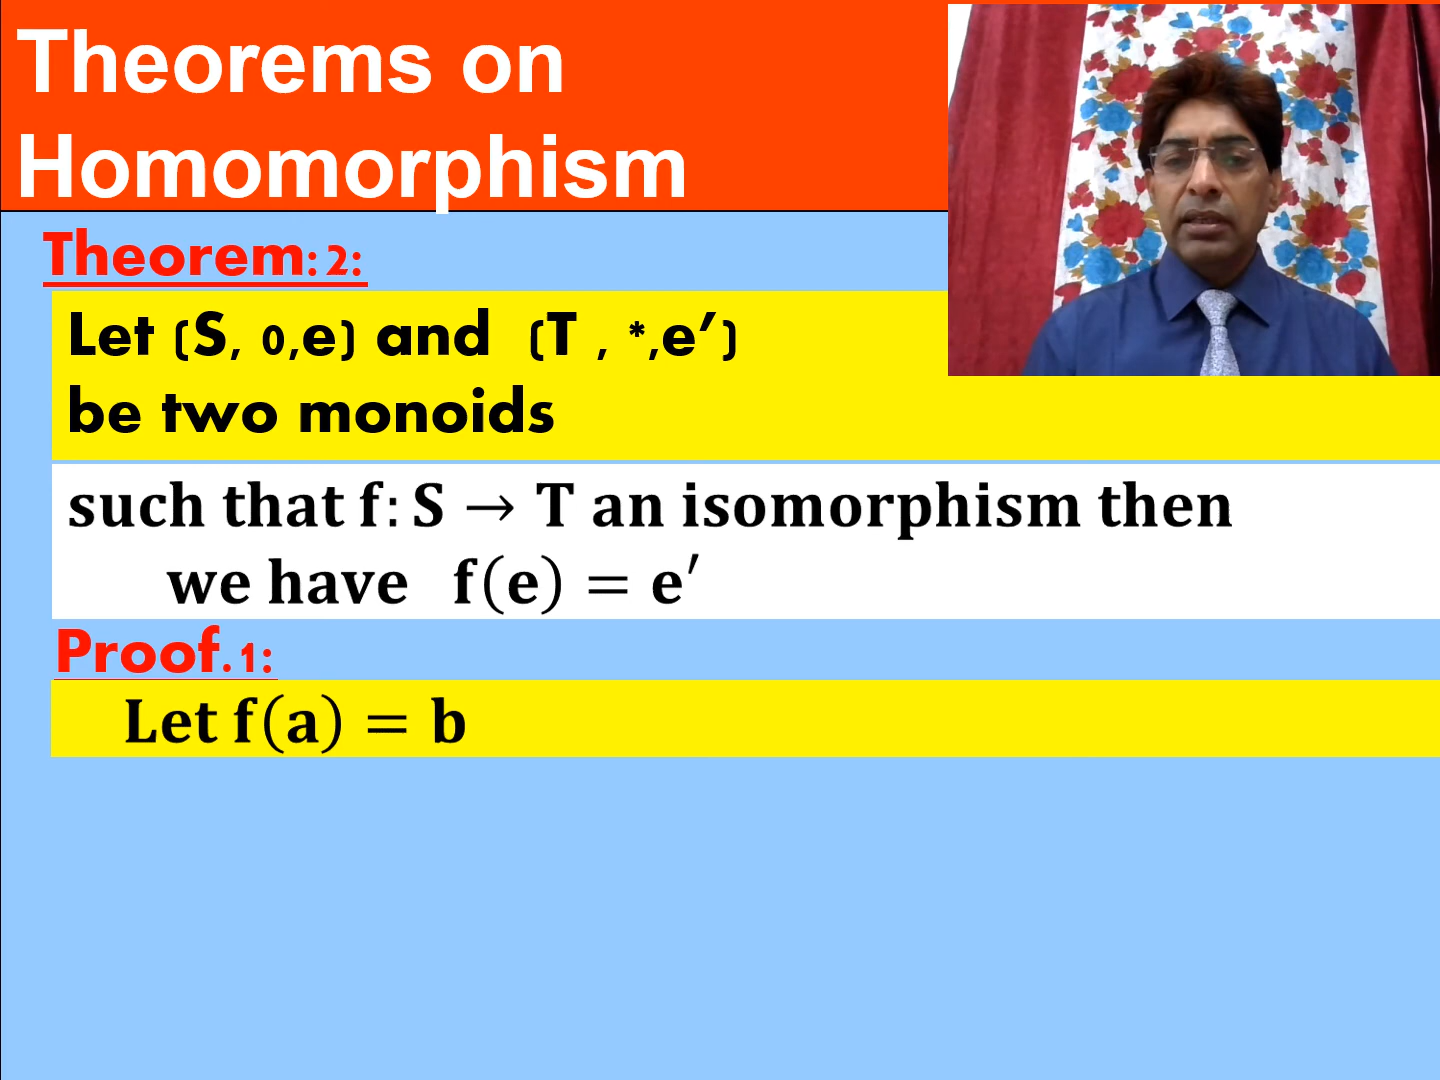 Theorems on
Homomorphism
Theorem:2:
Let (S, 0,e) and (T , *,e′)
be two monoids
such that f: S → T an isomorphism then
we have f(e) = e′
Proof.1:
Let f(a) = b